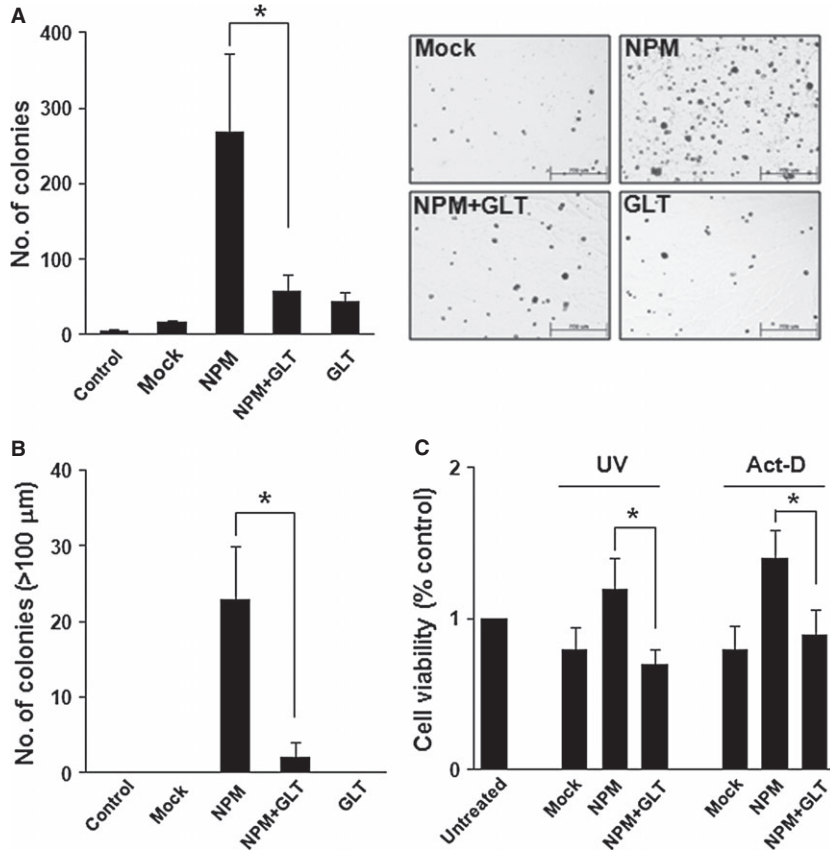 A
No. of colonies
400
300
200
100
0
Control
Mock
NPM
NPM+GLT
GLT
*
Mock
NPM
NPM+GLT
GLT
B
No. of colonies (>100 μm)
40
30
20
10
0
Control
Mock
NPM
NPM+GLT
GLT
*
C
Cell viability (% control)
2
1
0
UV
Act-D
*
*
Untreated
Mock
NPM
NPM+GLT
Mock
NPM
NPM+GLT